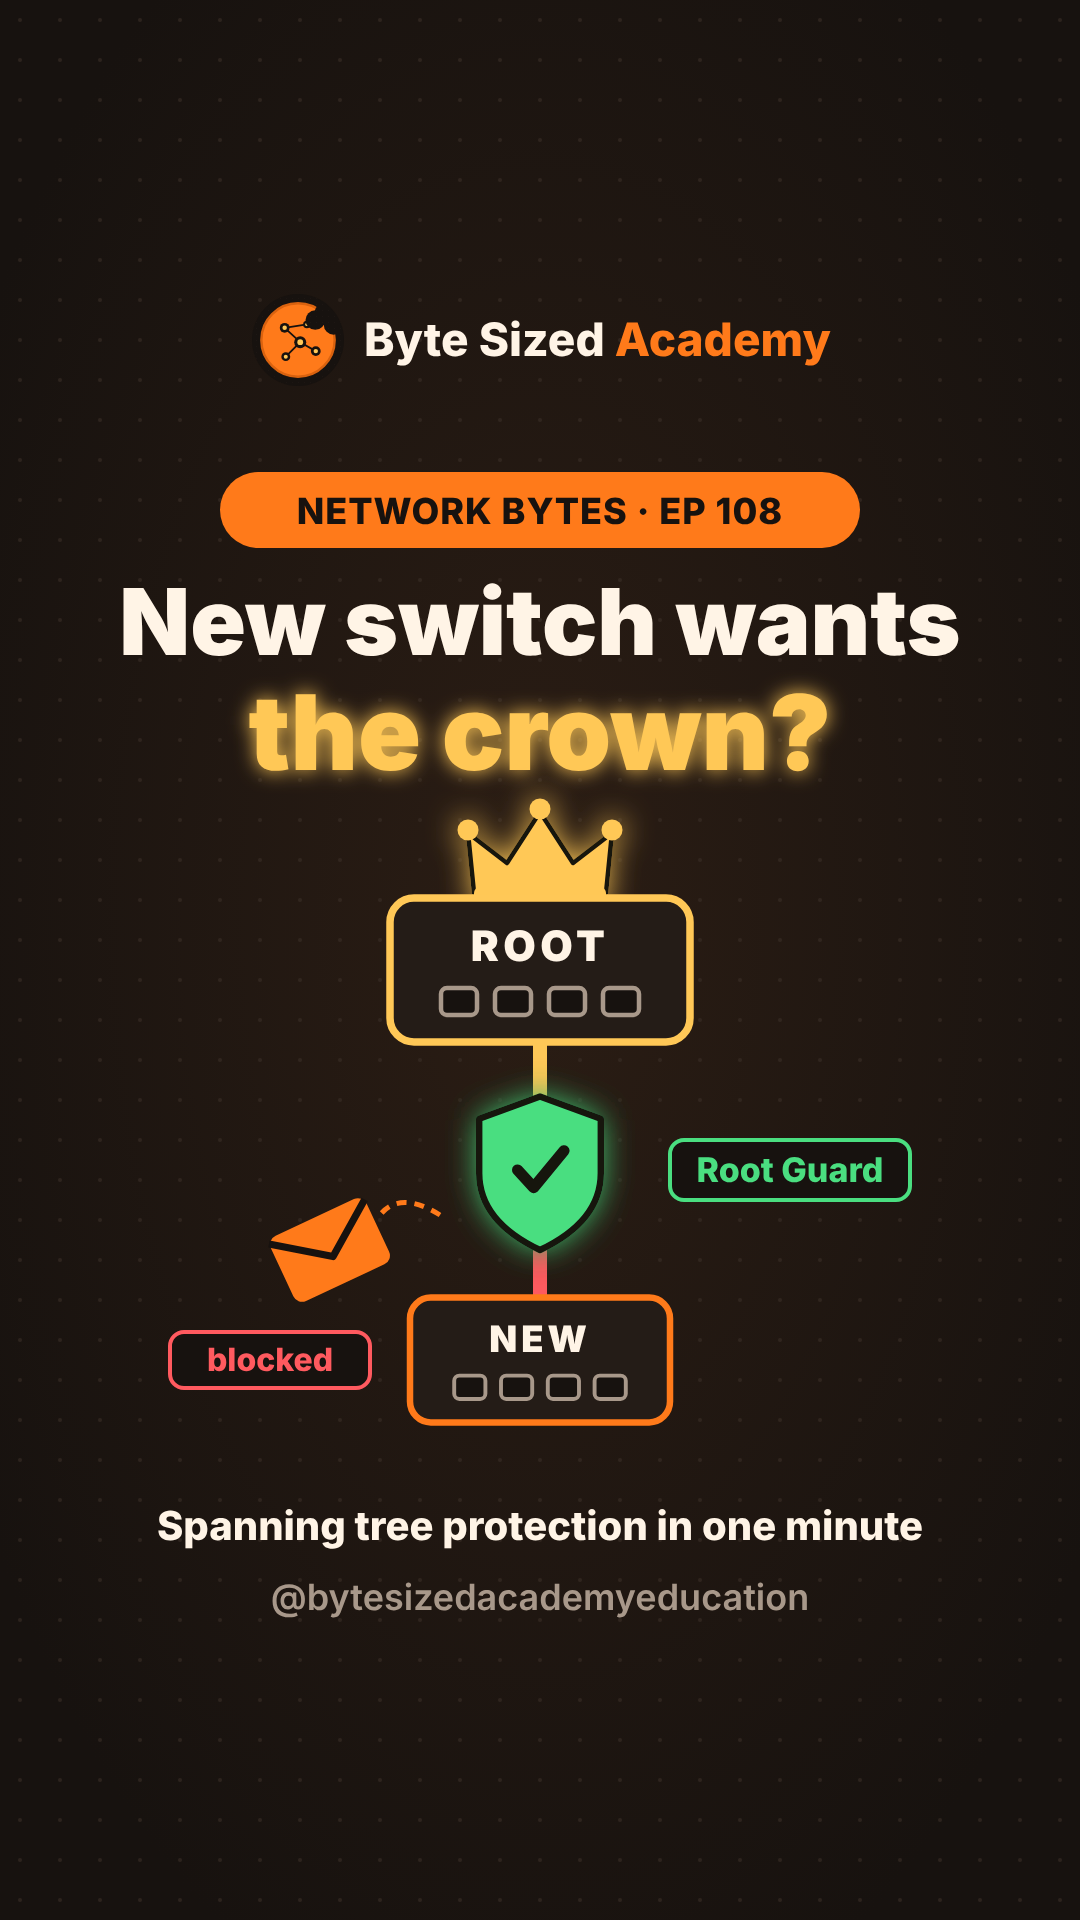 Byte Sized Academy
NETWORK BYTES · EP 108
New switch wants
the crown?
ROOT
Root Guard
NEW
blocked
Spanning tree protection in one minute
@bytesizedacademyeducation